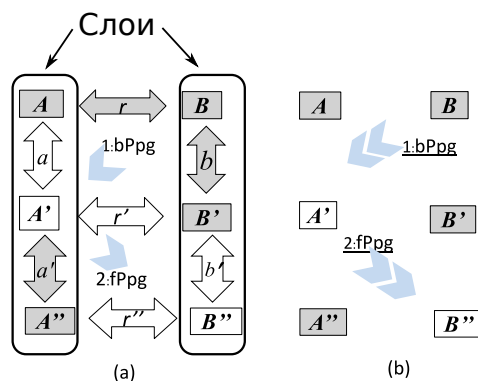 Слои
A r B A B
a 1:bPpg b 1:bPpg
A' r' B' A' B'
a' 2:fPpg b' 2:fPpg
A'' r'' B'' A'' B''
(a) (b)